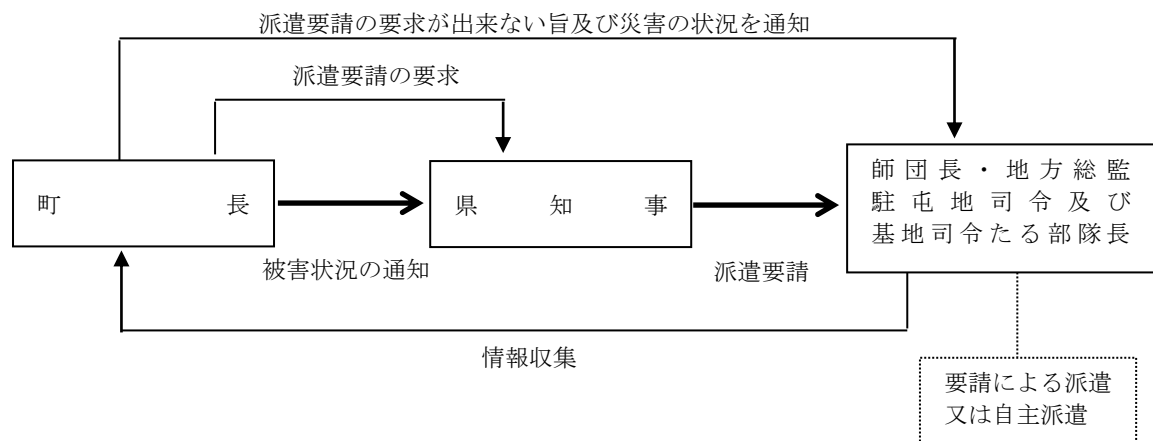 派遣要請の要求が出来ない旨及び災害の状況を通知
派遣要請の要求
町長
県知事
師団長・地方総監
駐屯地司令及び
基地司令たる部隊長
被害状況の通知
派遣要請
情報収集
要請による派遣
又は自主派遣